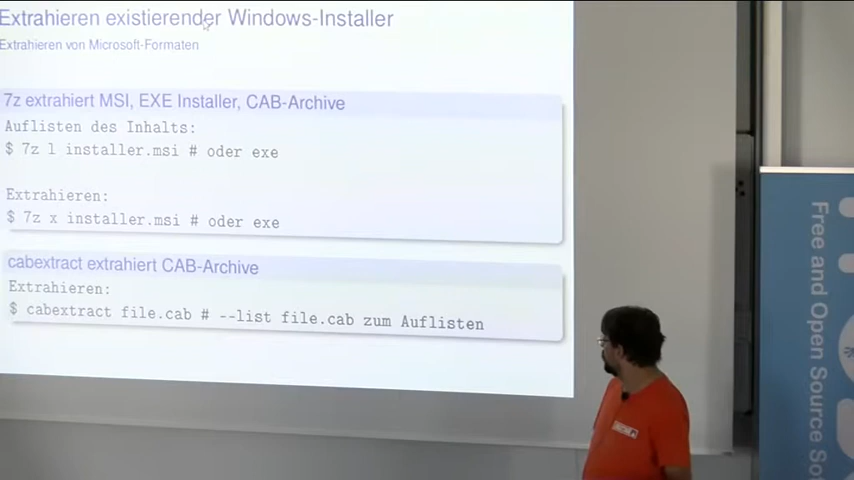 Extrahieren existierender Windows-Installer
Extrahieren von Microsoft-Formaten
7z extrahiert MSI, EXE Installer, CAB-Archive
Auflisten des Inhalts:
$ 7z l installer.msi # oder exe
Extrahieren:
$ 7z x installer.msi # oder exe
cabextract extrahiert CAB-Archive
Extrahieren:
$ cabextract file.cab # --list file.cab zum Auflisten
Free and Open Source Sof